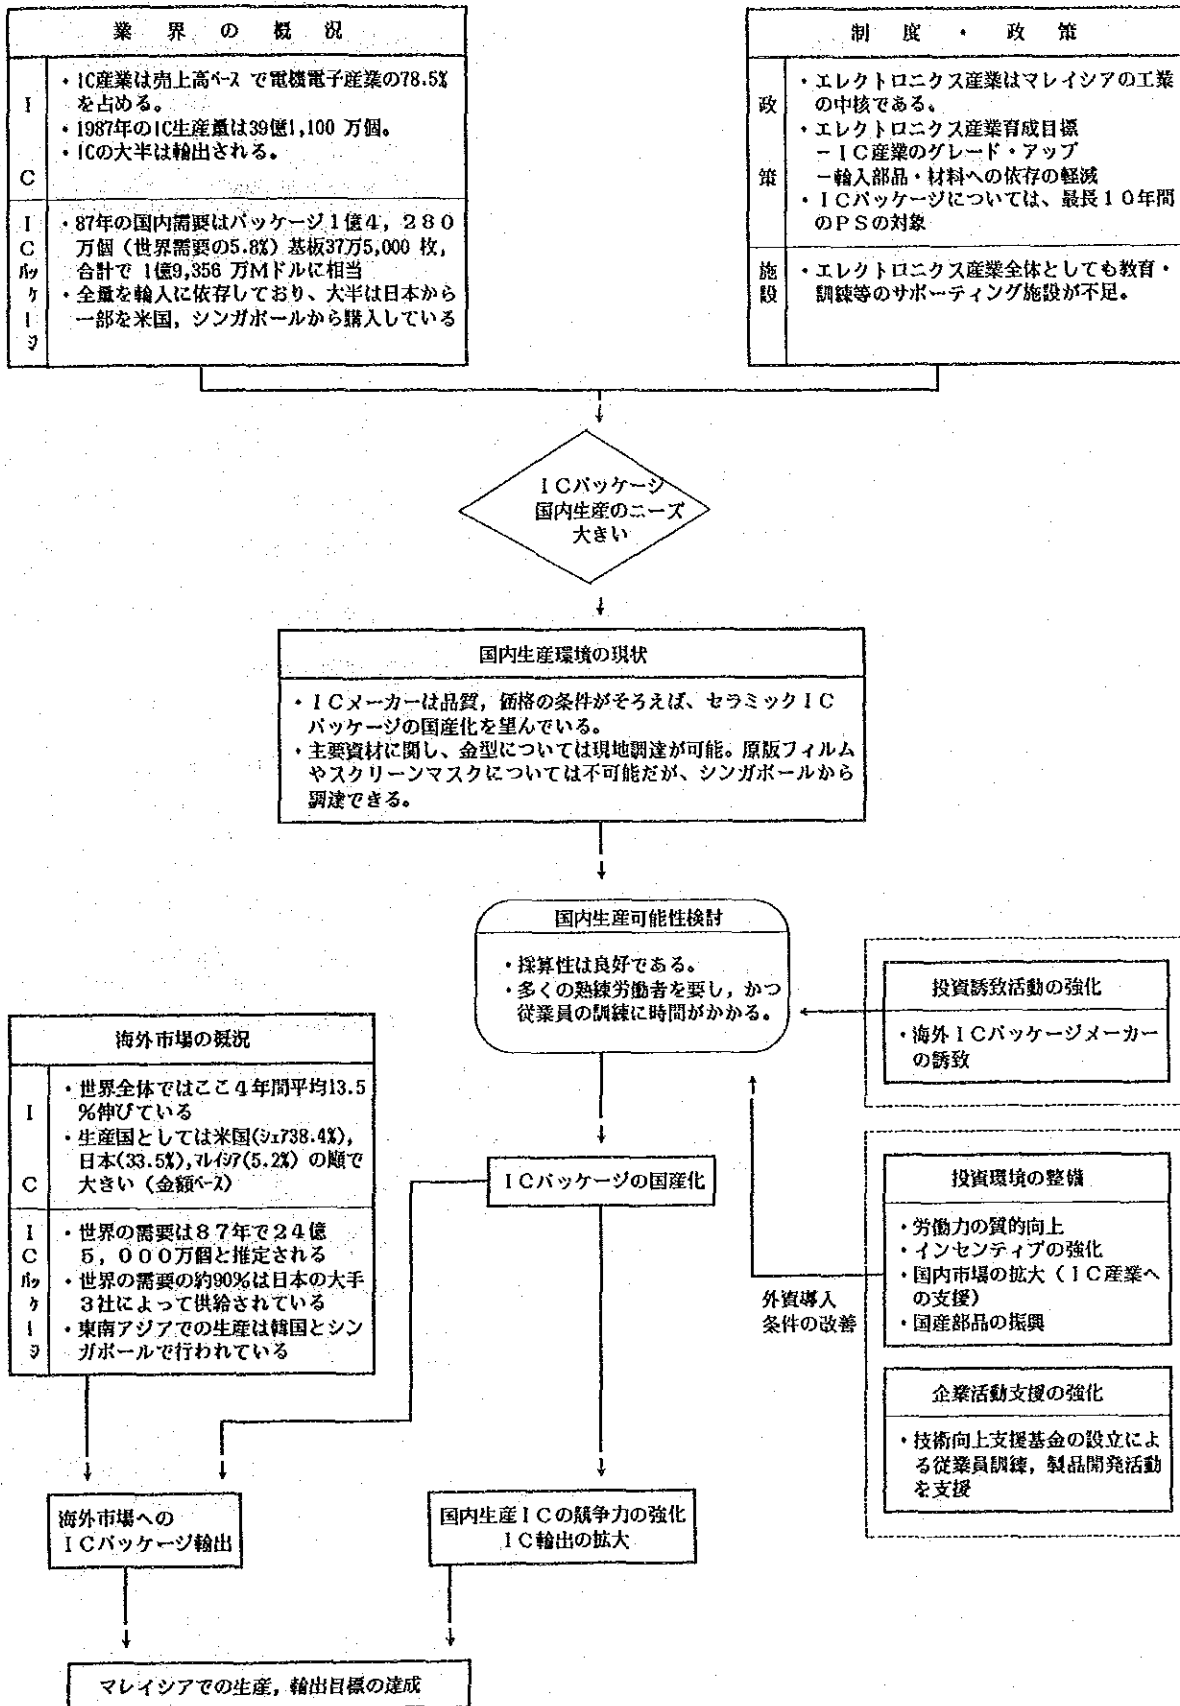 業界の概況
IC
・IC産業は売上高ベースで電機電子産業の78.5%
を占める。
・1987年のIC生産量は39億1,100万個。
・ICの大半は輸出される。
ICパッケージ
・87年の国内需要はパッケージ1億4,280
万個(世界需要の5.8%)基板37万5,000枚,
合計で1億9,356万Mドルに相当
・全量を輸入に依存しており、大半は日本から
一部を米国,シンガポールから購入している
制度・政策
政策
・エレクトロニクス産業はマレイシアの工業
の中核である。
・エレクトロニクス産業育成目標
-IC産業のグレード・アップ
-輸入部品・材料への依存の軽減
・ICパッケージについては、最長10年間
のPSの対象
施設
・エレクトロニクス産業全体としても教育・
訓練等のサポーティング施設が不足。
ICパッケージ
国内生産のニーズ
大きい
国内生産環境の現状
・ICメーカーは品質,価格の条件がそろえば、セラミックIC
パッケージの国産化を望んでいる。
・主要資材に関し、金型については現地調達が可能。原版フィルム
やスクリーンマスクについては不可能だが、シンガポールから
調達できる。
国内生産可能性検討
・採算性は良好である。
・多くの熟練労働者を要し,かつ
従業員の訓練に時間がかかる。
投資誘致活動の強化
・海外ICパッケージメーカー
の誘致
海外市場の概況
IC
・世界全体ではここ4年間平均13.5
%伸びている
・生産国としては米国(シェア38.4%),
日本(33.5%),マレイシア(5.2%)の順で
大きい(金額ベース)
ICパッケージ
・世界の需要は87年で24億
5,000万個と推定される
・世界の需要の約90%は日本の大手
3社によって供給されている
・東南アジアでの生産は韓国とシン
ガポールで行われている
ICパッケージの国産化
投資環境の整備
・労働力の質的向上
・インセンティブの強化
・国内市場の拡大(IC産業へ
の支援)
・国産部品の振興
外資導入
条件の改善
企業活動支援の強化
・技術向上支援基金の設立によ
る従業員訓練,製品開発活動
を支援
海外市場への
ICパッケージ輸出
国内生産ICの競争力の強化
IC輸出の拡大
マレイシアでの生産,輸出目標の達成